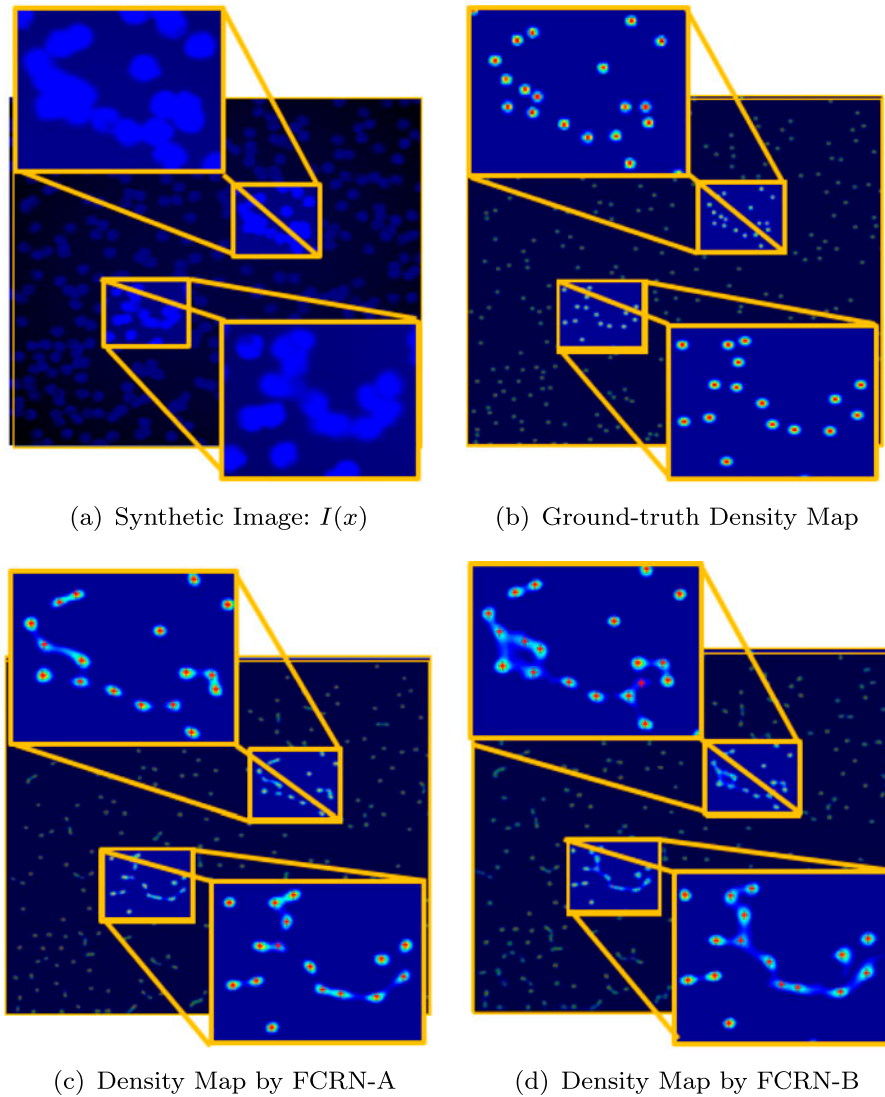 (a) Synthetic Image: I(x)
(b) Ground-truth Density Map
(c) Density Map by FCRN-A
(d) Density Map by FCRN-B